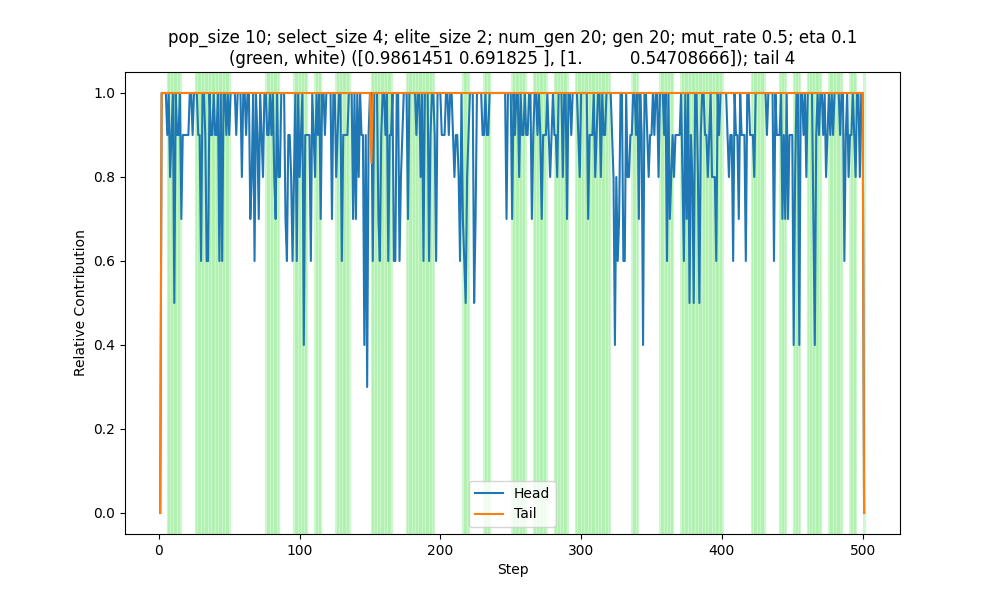 pop_size 10; select_size 4; elite_size 2; num_gen 20; gen 20; mut_rate 0.5; eta 0.1
(green, white) ([0.9861451 0.691825 ], [1.         0.54708666]); tail 4
1.0
0.8
0.6
0.4
0.2
0.0
Relative Contribution
Head
Tail
0 100 200 300 400 500
Step